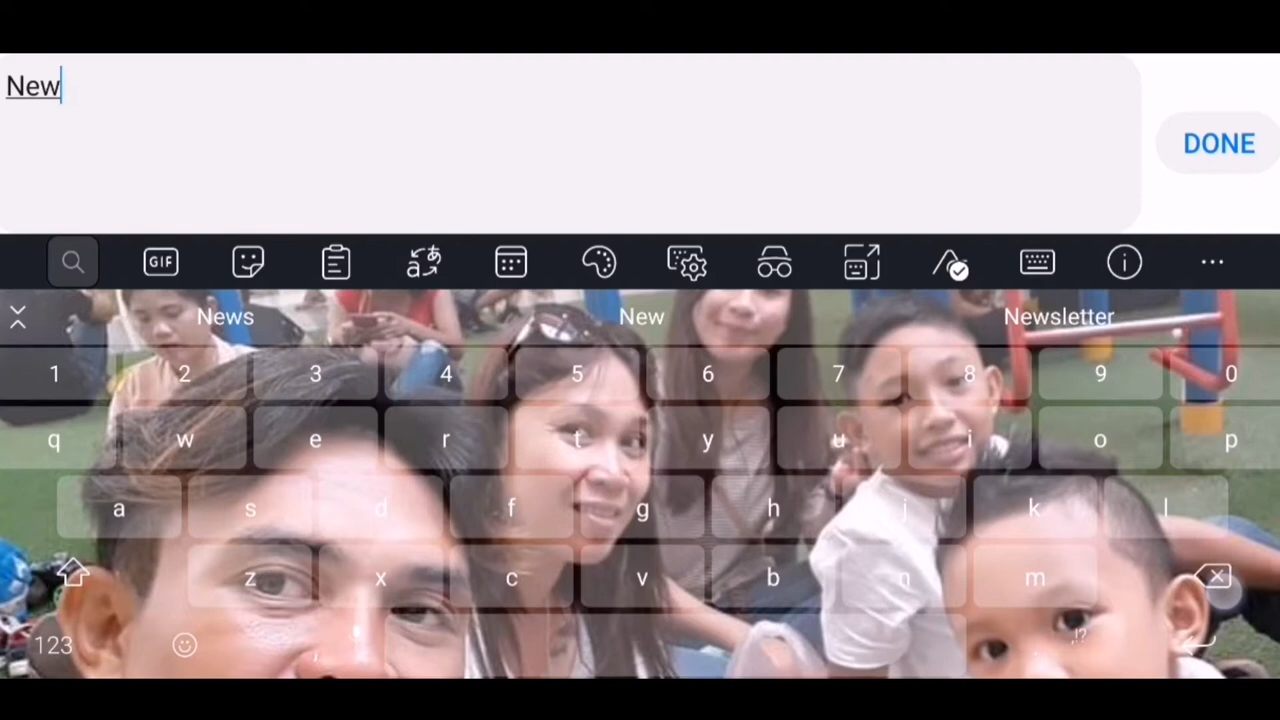 New
DONE
GIF
News New Newsletter
1 2 3 4 5 6 7 8 9 0
q w e r t y u i o p
a s d f g h j k l
z x c v b n m
123 , .,!?